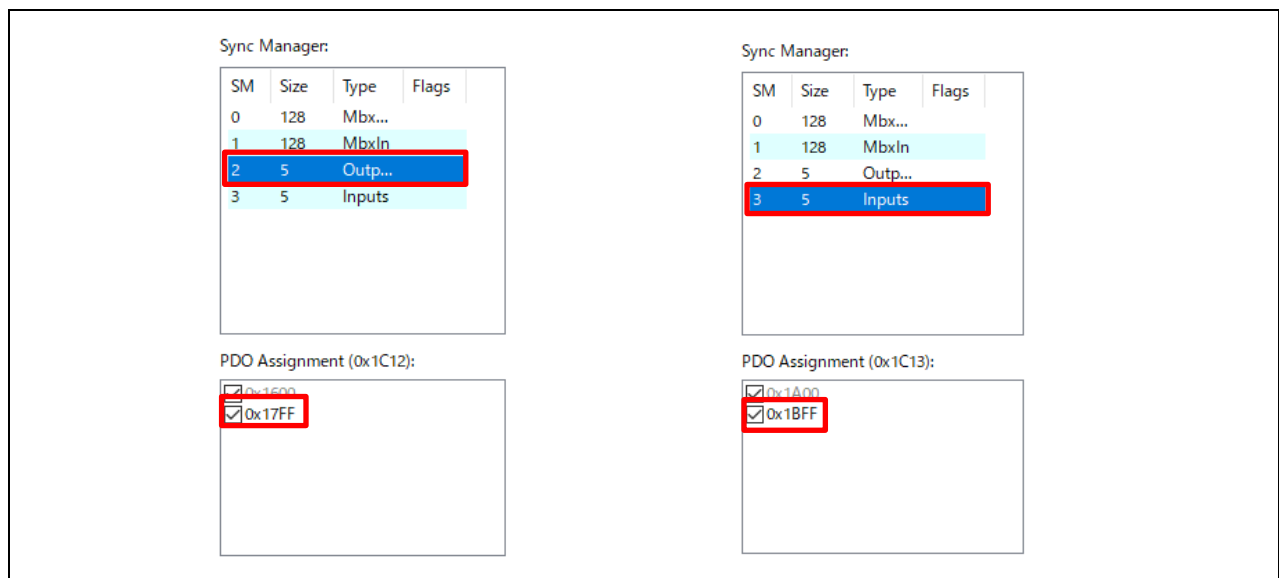 Sync Manager:
SM Size Type Flags
0 128 Mbx...
1 128 MbxIn
2 5 Outp...
3 5 Inputs
PDO Assignment (0x1C12):
0x1600
0x17FF
Sync Manager:
SM Size Type Flags
0 128 Mbx...
1 128 MbxIn
2 5 Outp...
3 5 Inputs
PDO Assignment (0x1C13):
0x1A00
0x1BFF